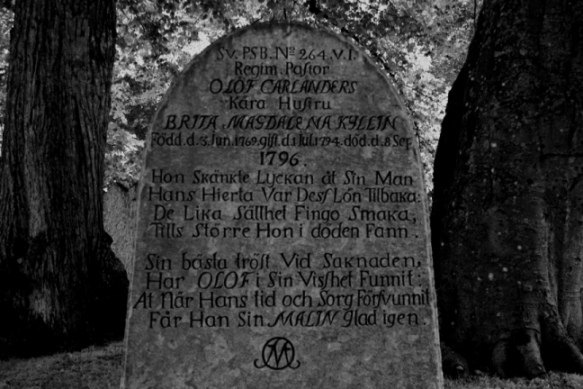 Sv. PSB. No 264. V. I.
Regim. Pastor
OLOF CARLANDERS
Kära Hustru
BRITA. MAGDALENA KYLLIN
Född. d. 5 Jun. 1769. gift. d. 1 Jul. 1794. död. d. 8 Sep.
1796.
Hon Skänkte Lyckan åt Sin Man
Hans Hierta Var Dess Lön Tilbaka:
De Lika Sällhet Fingo Smaka;
Tills Större Hon i döden Fann.
Sin bästa tröst Vid Saknaden,
Har OLOF i Sin Visshet Funnit:
At När Hans tid och Sorg Försvunnit
Får Han Sin MALIN Glad igen.